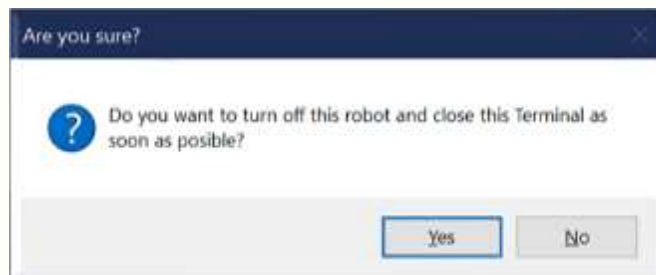 Are you sure?
Do you want to turn off this robot and close this Terminal as
soon as posible?
Yes
No